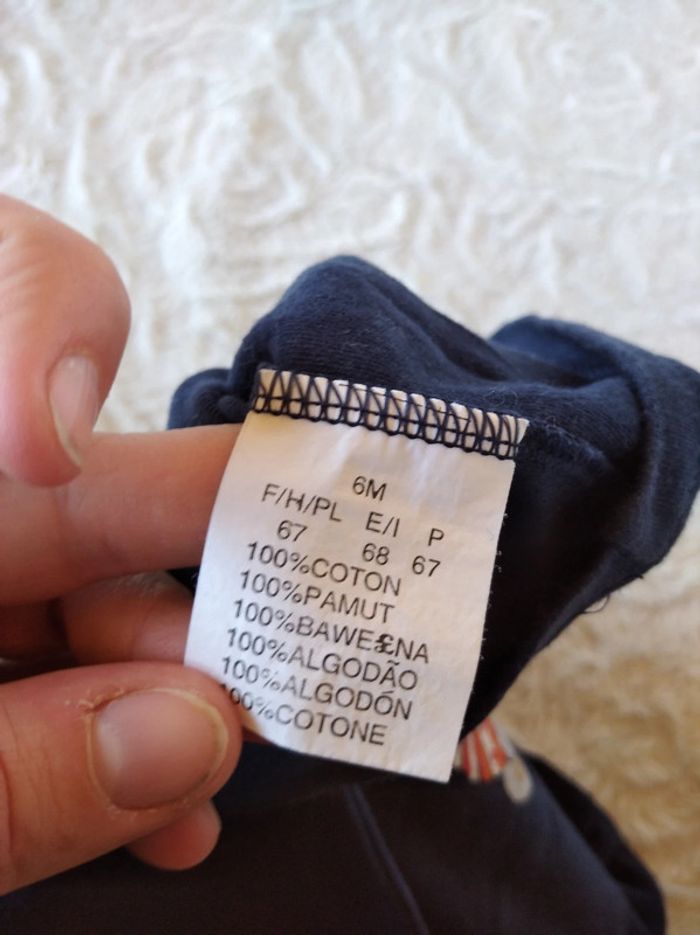 6M
F/H/PL E/I P
67 68 67
100%COTON
100%PAMUT
100%BAWE£NA
100%ALGODÃO
100%ALGODÓN
100%COTONE